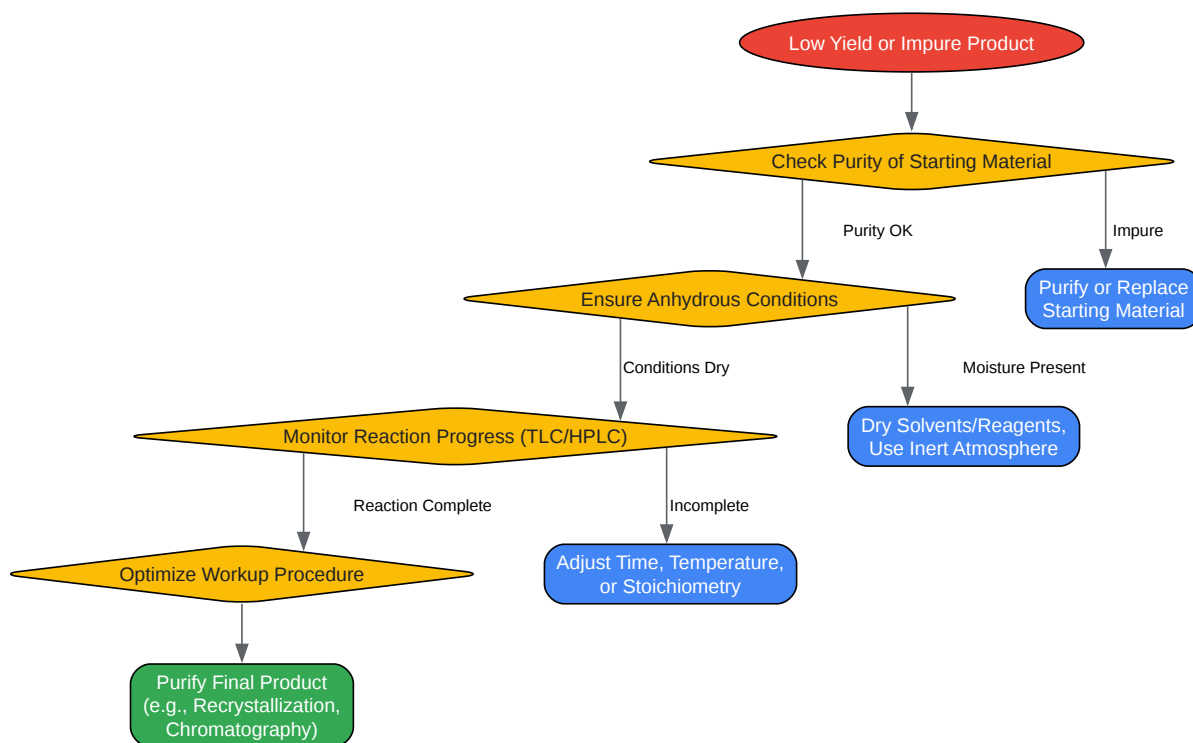 Low Yield or Impure Product
Check Purity of Starting Material
Purity OK
Impure
Purify or Replace
Starting Material
Ensure Anhydrous Conditions
Conditions Dry
Moisture Present
Dry Solvents/Reagents,
Use Inert Atmosphere
Monitor Reaction Progress (TLC/HPLC)
Reaction Complete
Incomplete
Adjust Time, Temperature,
or Stoichiometry
Optimize Workup Procedure
Purify Final Product
(e.g., Recrystallization,
Chromatography)